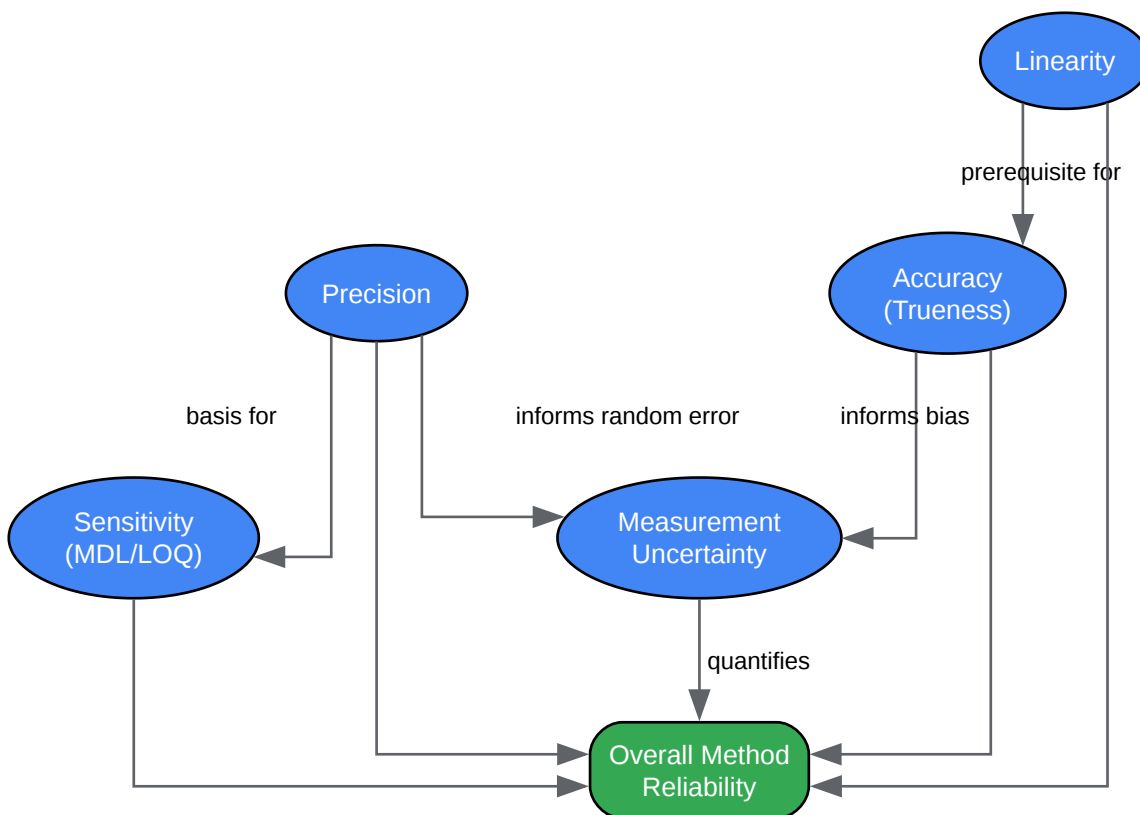 Linearity
prerequisite for
Precision
Accuracy
(Trueness)
basis for
informs random error
informs bias
Sensitivity
(MDL/LOQ)
Measurement
Uncertainty
quantifies
Overall Method
Reliability